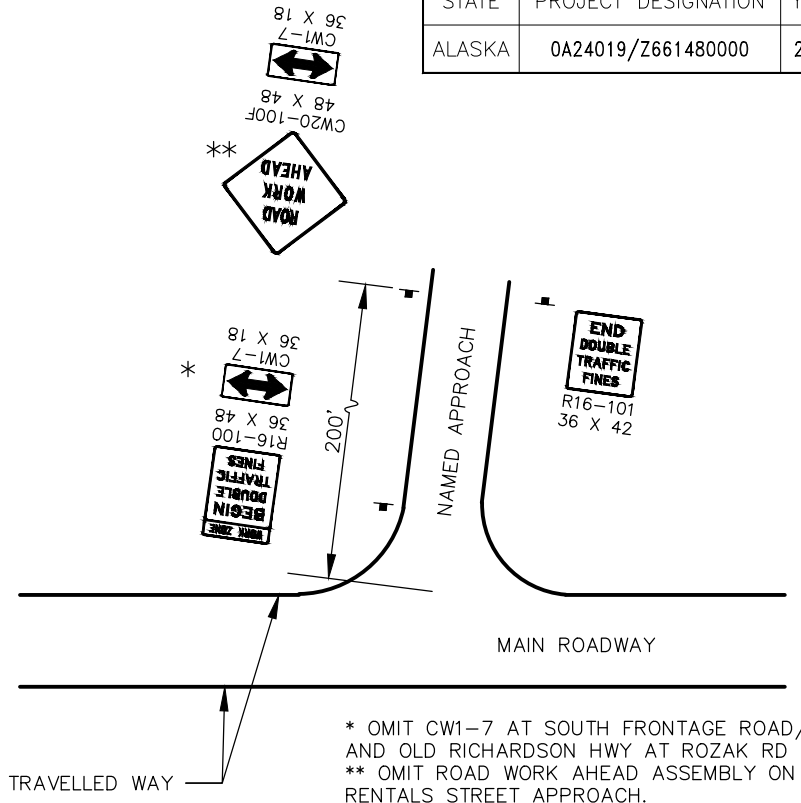 STATE PROJECT DESIGNATION
ALASKA 0A24019/Z661480000 2
36 X 18
CW1-7
48 X 48
CW20-100F
**
ROAD
WORK
AHEAD
36 X 18
CW1-7
*
36 X 48
R16-100
WORK ZONE
BEGIN
DOUBLE
TRAFFIC
FINES
200'
NAMED APPROACH
END
DOUBLE
TRAFFIC
FINES
R16-101
36 X 42
MAIN ROADWAY
TRAVELLED WAY
* OMIT CW1-7 AT SOUTH FRONTAGE ROAD/
AND OLD RICHARDSON HWY AT ROZAK RD
** OMIT ROAD WORK AHEAD ASSEMBLY ON
RENTALS STREET APPROACH.